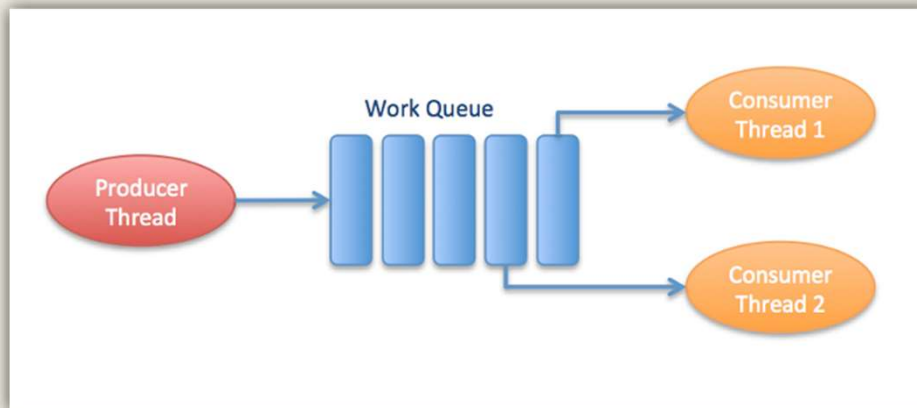 Work Queue
Producer
Thread
Consumer
Thread 1
Consumer
Thread 2